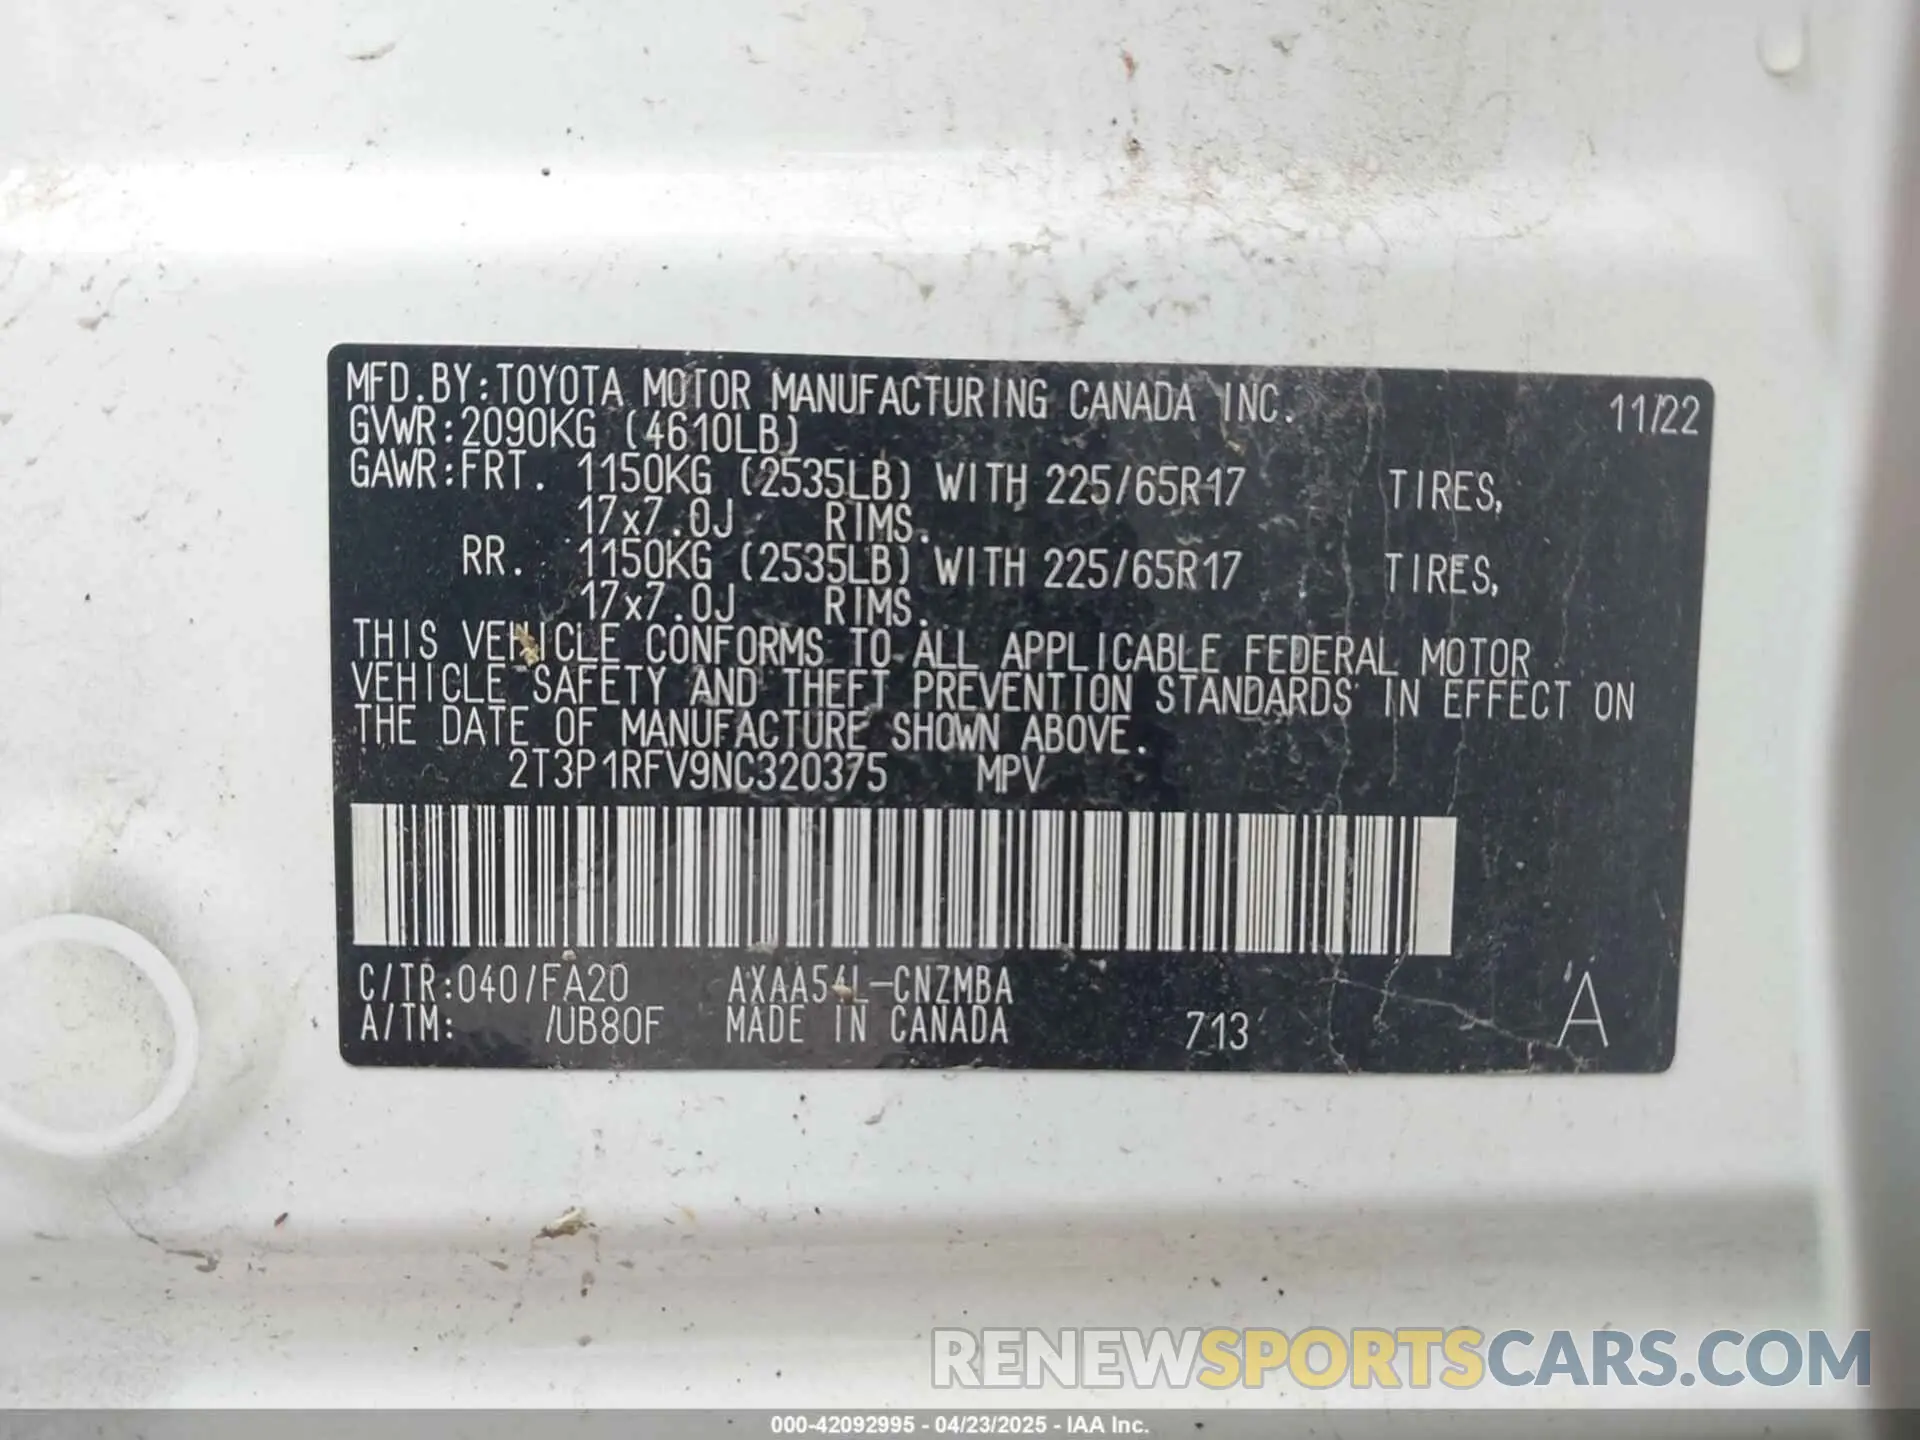 MFD.BY:TOYOTA MOTOR MANUFACTURING CANADA INC. 11/22
GVWR:2090KG (4610LB)
GAWR:FRT. 1150KG (2535LB) WITH 225/65R17 TIRES,
17x7.0J RIMS.
RR. 1150KG (2535LB) WITH 225/65R17 TIRES,
17x7.0J RIMS.
THIS VEHICLE CONFORMS TO ALL APPLICABLE FEDERAL MOTOR
VEHICLE SAFETY AND THEFT PREVENTION STANDARDS IN EFFECT ON
THE DATE OF MANUFACTURE SHOWN ABOVE.
2T3P1RFV9NC320375 MPV
C/TR:040/FA20 AXAA54L-CNZMBA
A/TM: /UB80F MADE IN CANADA 713 A
RENEWSPORTSCARS.COM
000-42092995 - 04/23/2025 - IAA Inc.